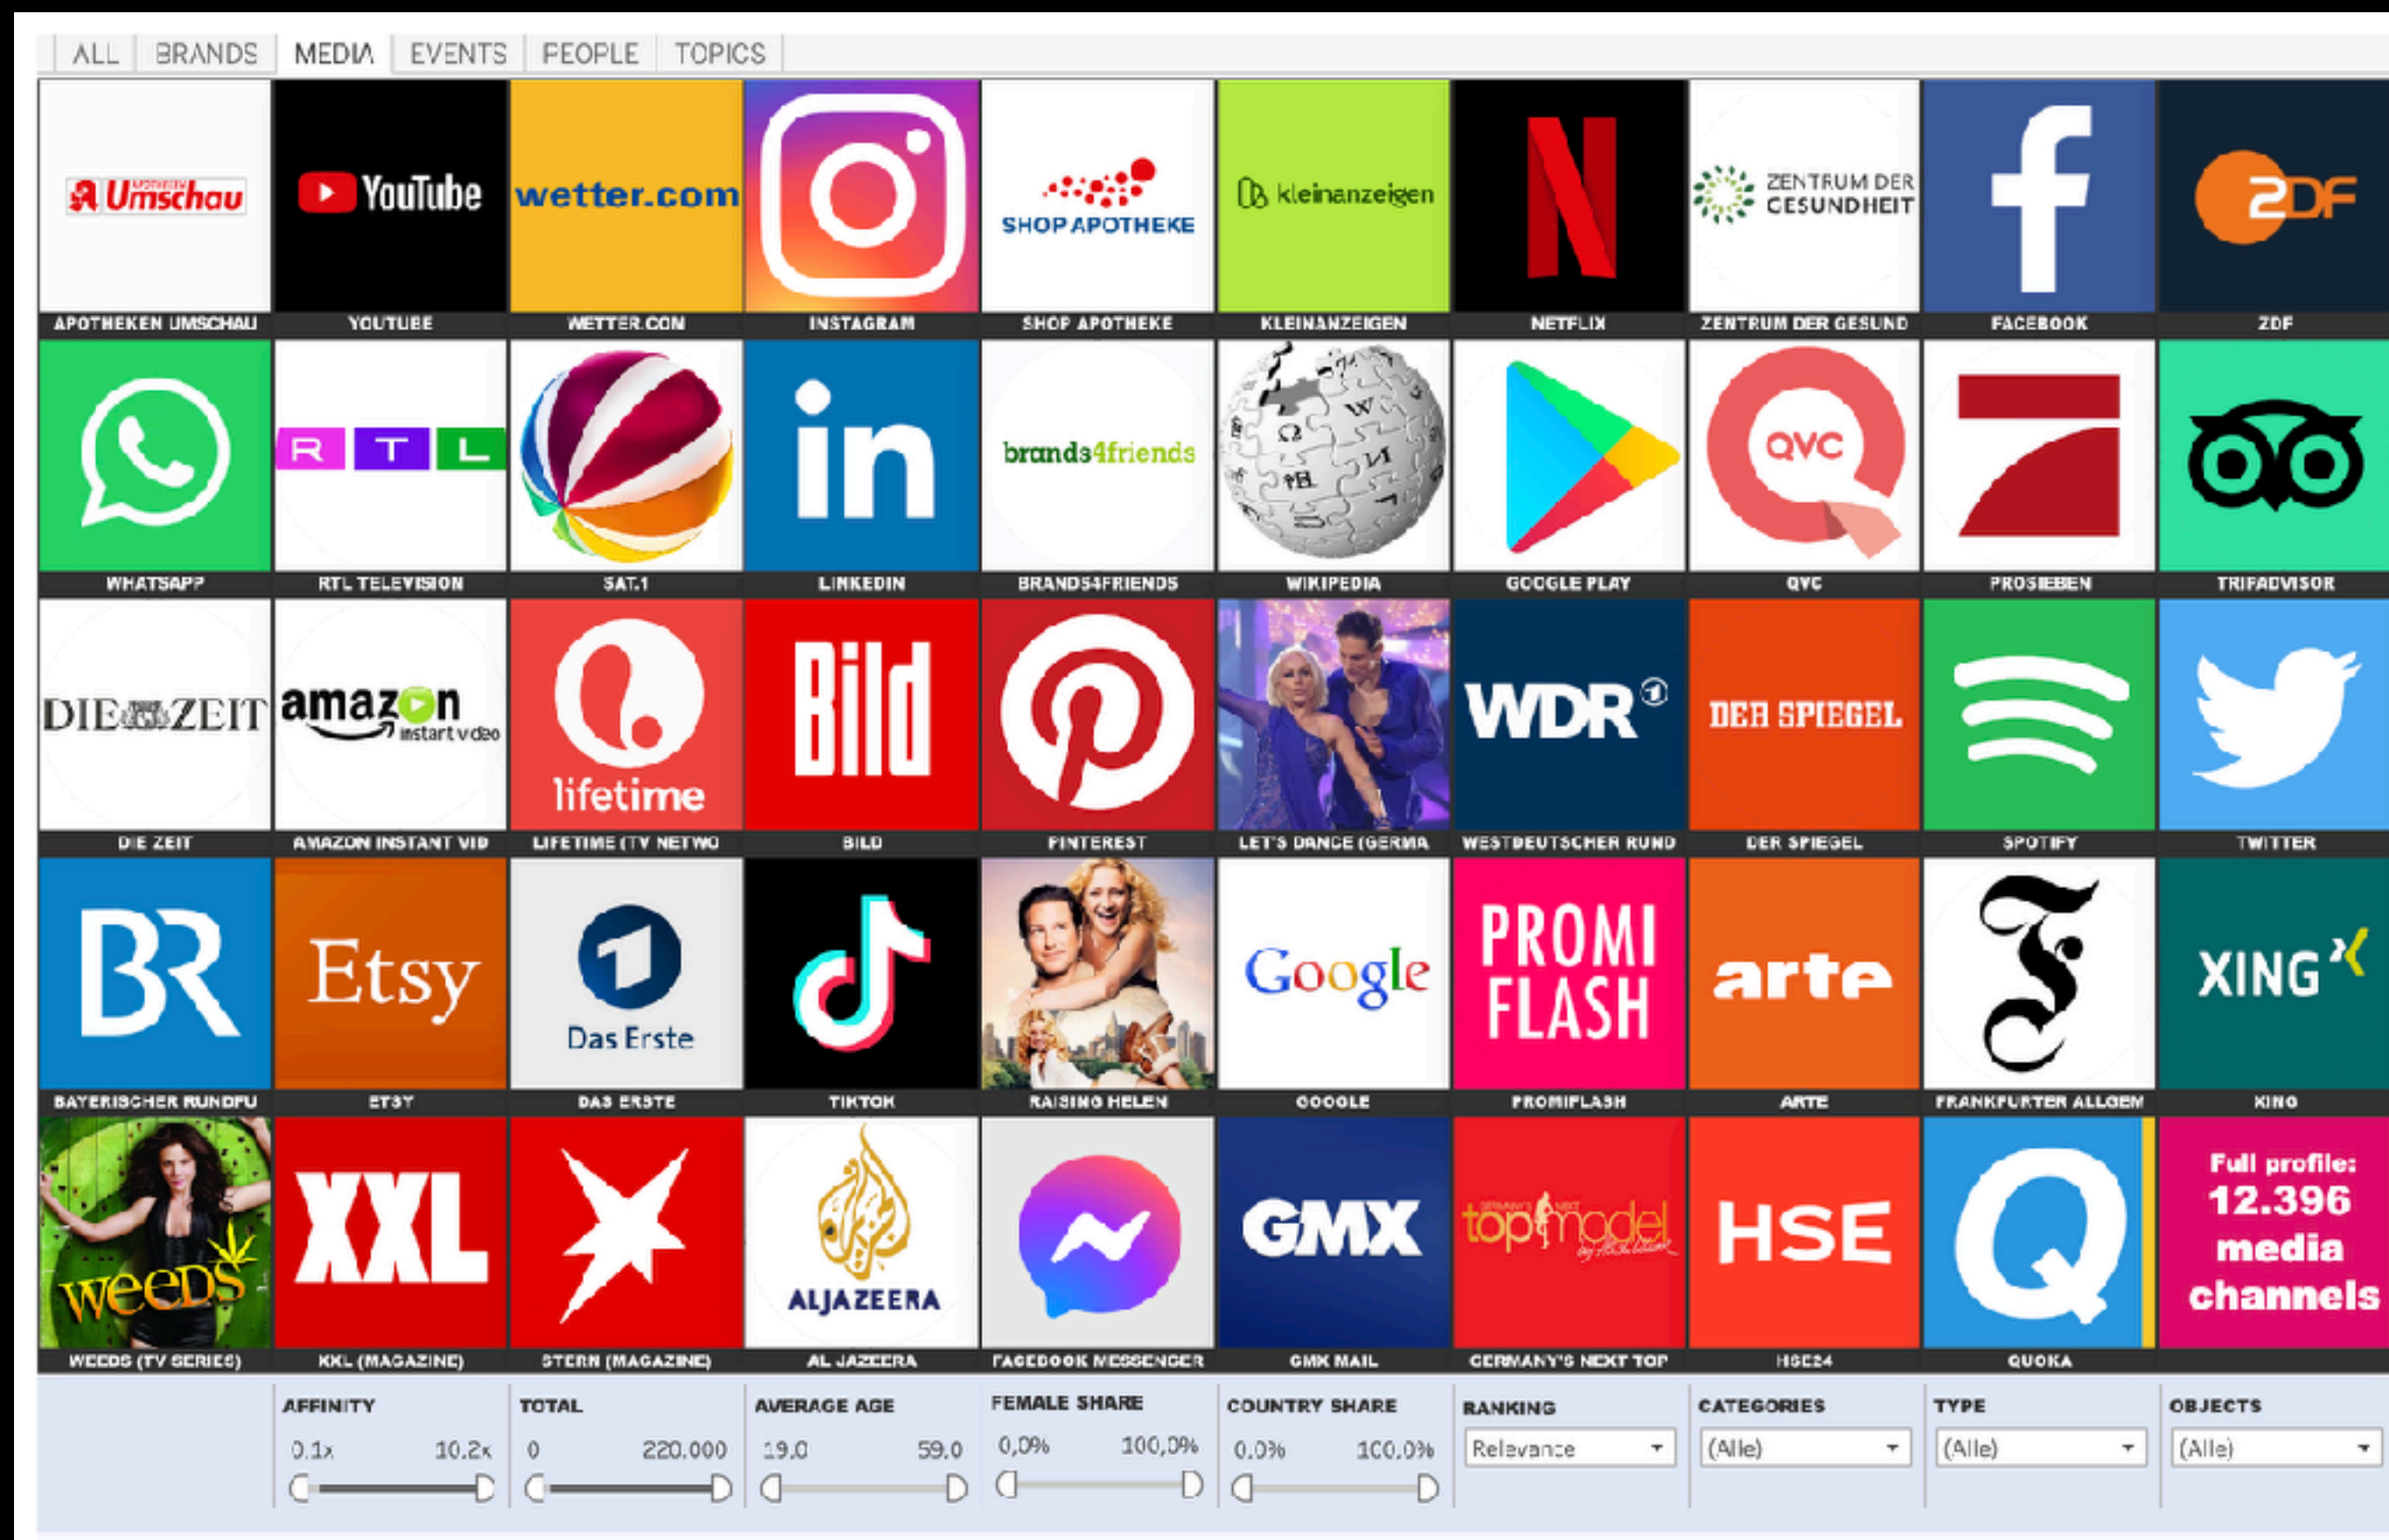 ALL BRANDS MEDIA EVENTS PEOPLE TOPICS
APOTHEKEN Umschau
YouTube
wetter.com
SHOP APOTHEKE
kleinanzeigen
N
ZENTRUM DER
GESUNDHEIT
f
2DF
APOTHEKEN UMSCHAU YOUTUBE WETTER.COM INSTAGRAM SHOP APOTHEKE KLEINANZEIGEN NETFLIX ZENTRUM DER GESUND FACEBOOK ZDF
RTL
in
brands4friends
QVC
WHATSAPP RTL TELEVISION SAT.1 LINKEDIN BRANDS4FRIENDS WIKIPEDIA GOOGLE PLAY QVC PROSIEBEN TRIPADVISOR
DIE ZEIT
amazon
instant video
lifetime
Bild
WDR
DER SPIEGEL
DIE ZEIT AMAZON INSTANT VID LIFETIME (TV NETWO BILD PINTEREST LET'S DANCE (GERMA WESTDEUTSCHER RUND DER SPIEGEL SPOTIFY TWITTER
BR
Etsy
1
Das Erste
Google
PROMI
FLASH
arte
F
XING
BAYERISCHER RUNDFU ETSY DAS ERSTE TIKTOK RAISING HELEN GOOGLE PROMIFLASH ARTE FRANKFURTER ALLGEM XING
WEEDS
XXL
ALJAZEERA
GMX
GERMANY'S NEXT
topmodel
HSE
Q
Full profile:
12.396
media
channels
WEEDS (TV SERIES) XXL (MAGAZINE) STERN (MAGAZINE) AL JAZEERA FACEBOOK MESSENGER GMX MAIL GERMANY'S NEXT TOP HSE24 QUOKA
AFFINITY TOTAL AVERAGE AGE FEMALE SHARE COUNTRY SHARE RANKING CATEGORIES TYPE OBJECTS
0.1x 10,2x 0 220.000 19.0 59.0 0,0% 100,0% 0.0% 100.0% Relevance (Alle) (Alle) (Alle)